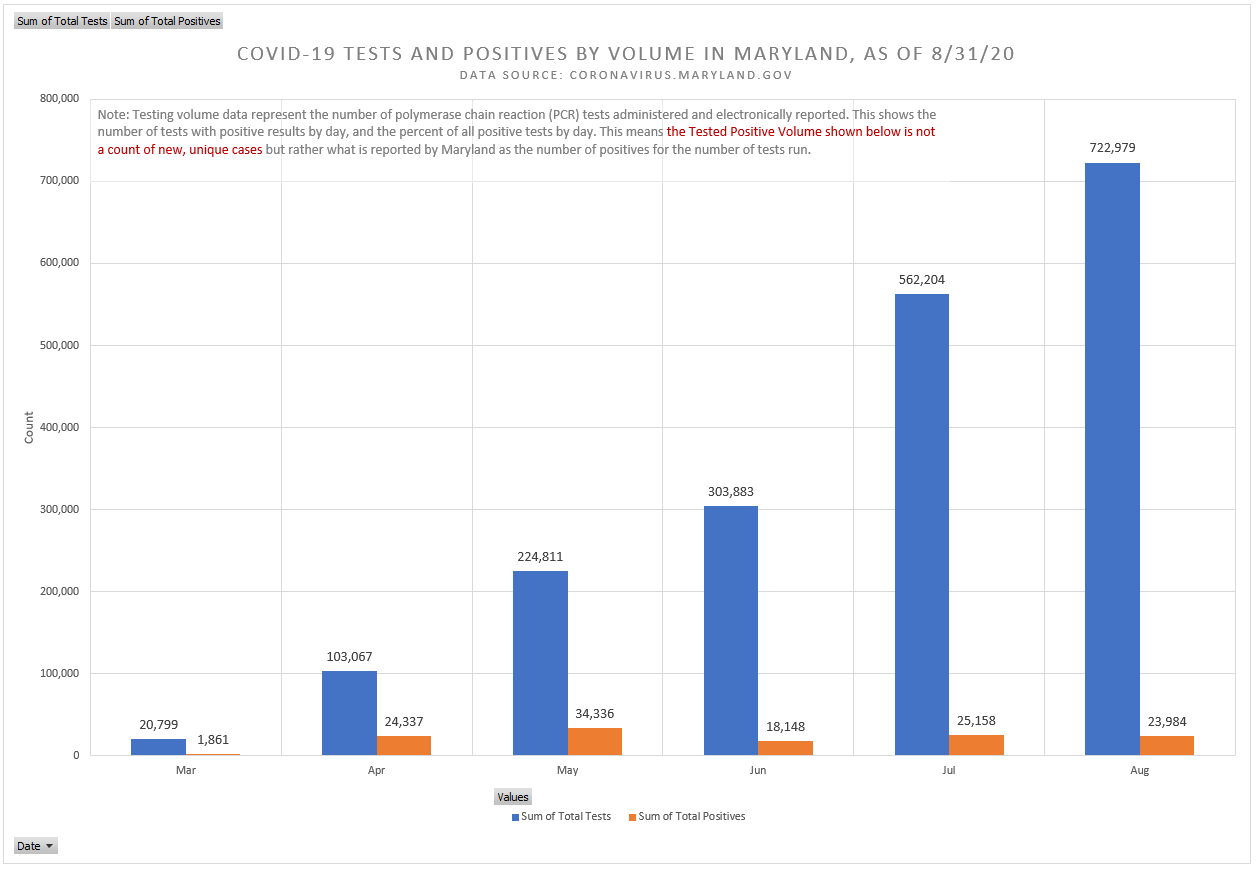 Sum of Total Tests Sum of Total Positives
COVID-19 TESTS AND POSITIVES BY VOLUME IN MARYLAND, AS OF 8/31/20
DATA SOURCE: CORONAVIRUS.MARYLAND.GOV
Note: Testing volume data represent the number of polymerase chain reaction (PCR) tests administered and electronically reported. This shows the
number of tests with positive results by day, and the percent of all positive tests by day. This means the Tested Positive Volume shown below is not
a count of new, unique cases but rather what is reported by Maryland as the number of positives for the number of tests run.
800,000
700,000
600,000
500,000
400,000
300,000
200,000
100,000
0
Count
20,799
1,861
103,067
24,337
224,811
34,336
303,883
18,148
562,204
25,158
722,979
23,984
Mar Apr May Jun Jul Aug
Values
Sum of Total Tests Sum of Total Positives
Date